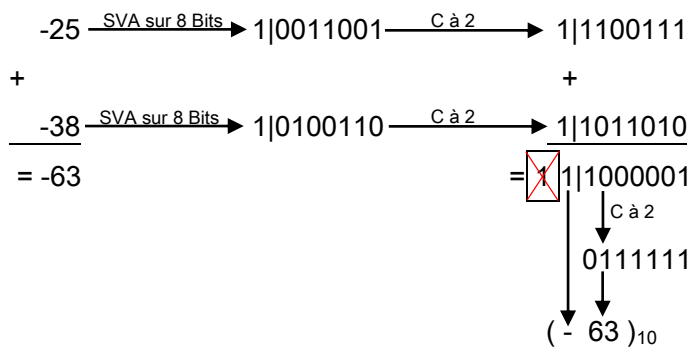 -25 SVA sur 8 Bits 1|0011001 C à 2 1|1100111
+ +
-38 SVA sur 8 Bits 1|0100110 C à 2 1|1011010
= -63 = 1 1|1000001
C à 2
0111111
( - 63 )10